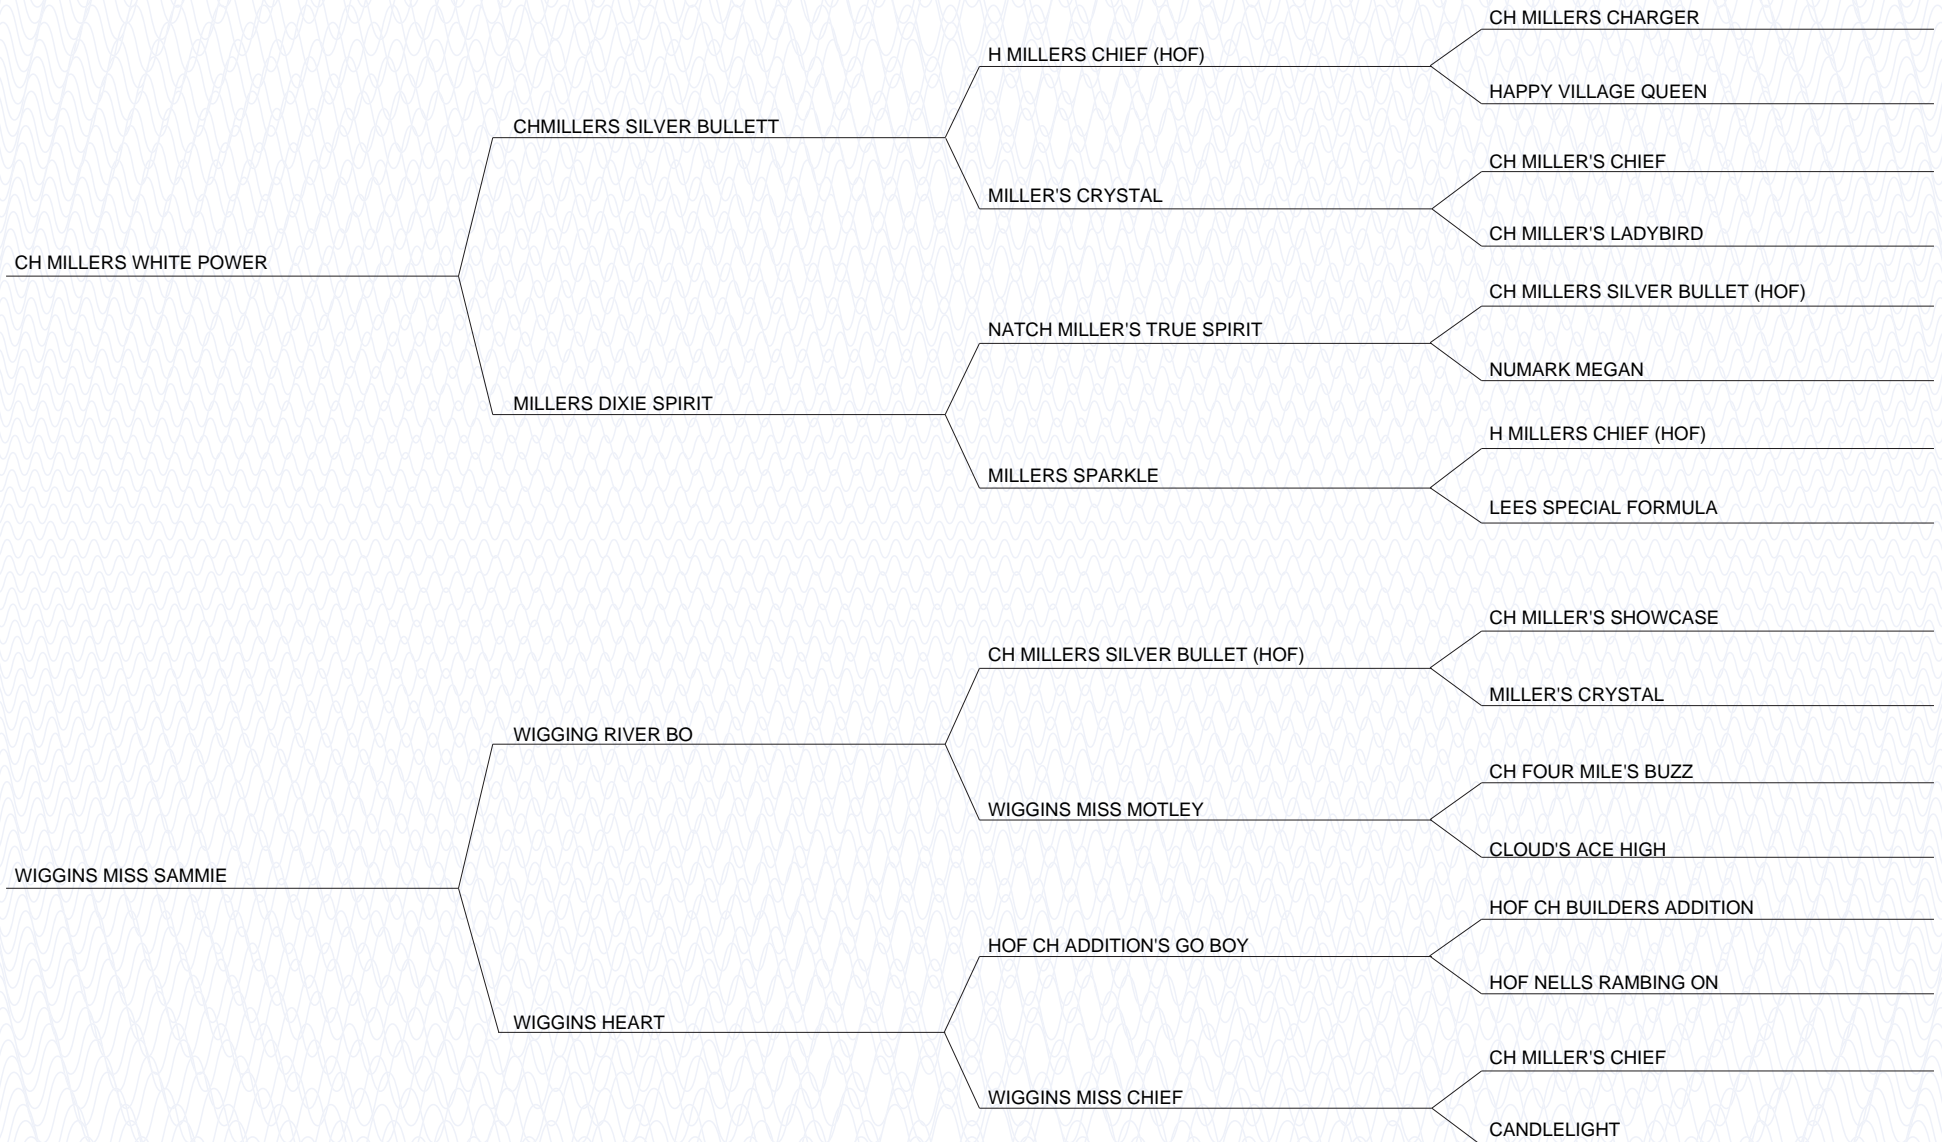 CH MILLERS CHARGER
H MILLERS CHIEF (HOF)
HAPPY VILLAGE QUEEN
CHMILLERS SILVER BULLETT
CH MILLER'S CHIEF
MILLER'S CRYSTAL
CH MILLER'S LADYBIRD
CH MILLERS WHITE POWER
CH MILLERS SILVER BULLET (HOF)
NATCH MILLER'S TRUE SPIRIT
NUMARK MEGAN
MILLERS DIXIE SPIRIT
H MILLERS CHIEF (HOF)
MILLERS SPARKLE
LEES SPECIAL FORMULA
CH MILLER'S SHOWCASE
CH MILLERS SILVER BULLET (HOF)
MILLER'S CRYSTAL
WIGGING RIVER BO
CH FOUR MILE'S BUZZ
WIGGINS MISS MOTLEY
CLOUD'S ACE HIGH
WIGGINS MISS SAMMIE
HOF CH BUILDERS ADDITION
HOF CH ADDITION'S GO BOY
HOF NELLS RAMBING ON
WIGGINS HEART
CH MILLER'S CHIEF
WIGGINS MISS CHIEF
CANDLELIGHT